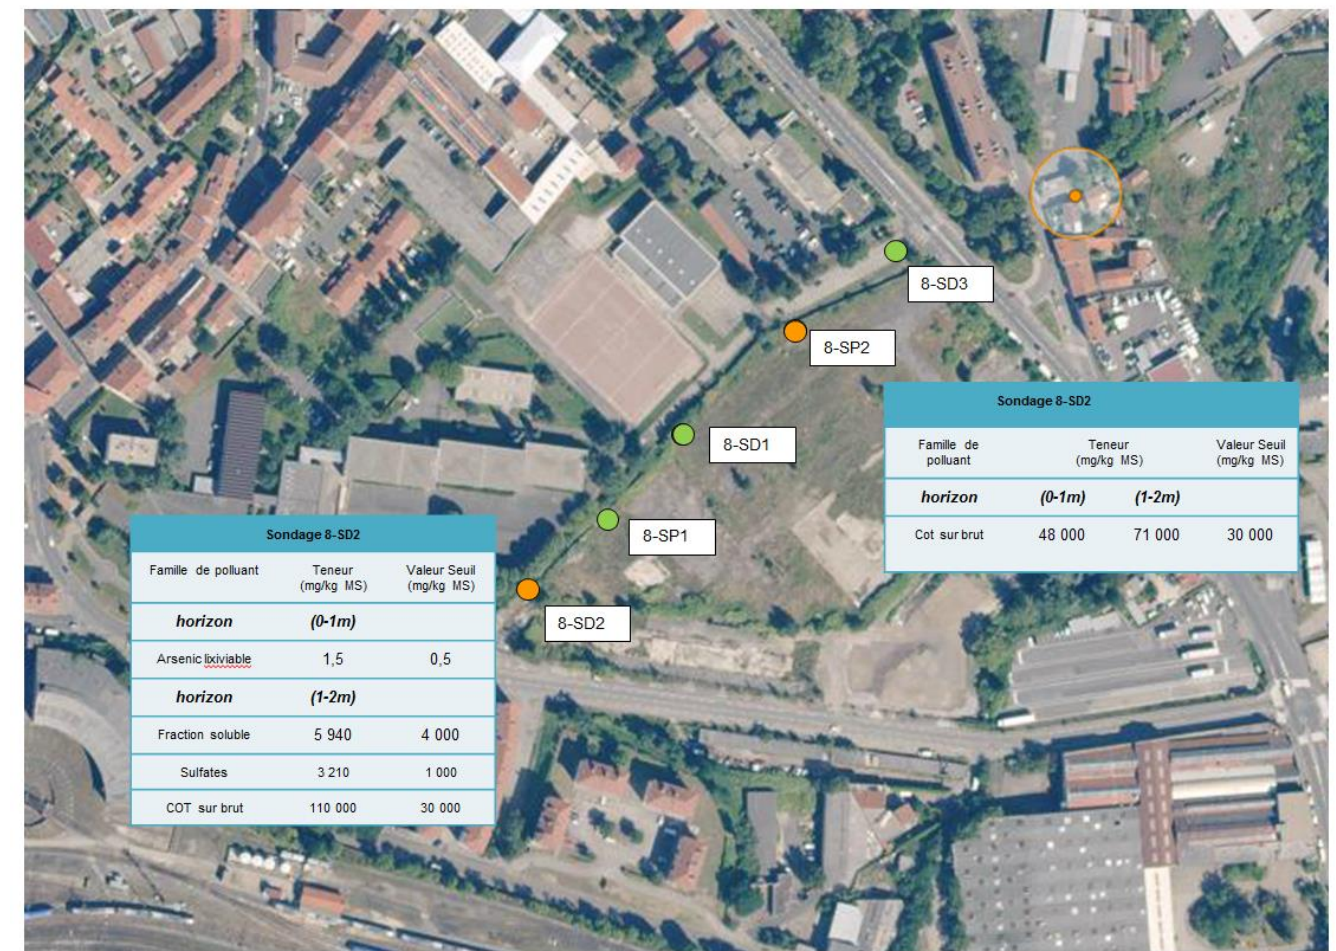 8-SD3
8-SP2
8-SD1
8-SP1
8-SD2
Sondage 8-SD2
Famille de polluant Teneur (mg/kg MS) Valeur Seuil (mg/kg MS)
horizon (0-1m) (1-2m)
Cot sur brut 48 000 71 000 30 000
Sondage 8-SD2
Famille de polluant Teneur (mg/kg MS) Valeur Seuil (mg/kg MS)
horizon (0-1m)
Arsenic lixiviable 1,5 0,5
horizon (1-2m)
Fraction soluble 5 940 4 000
Sulfates 3 210 1 000
COT sur brut 110 000 30 000